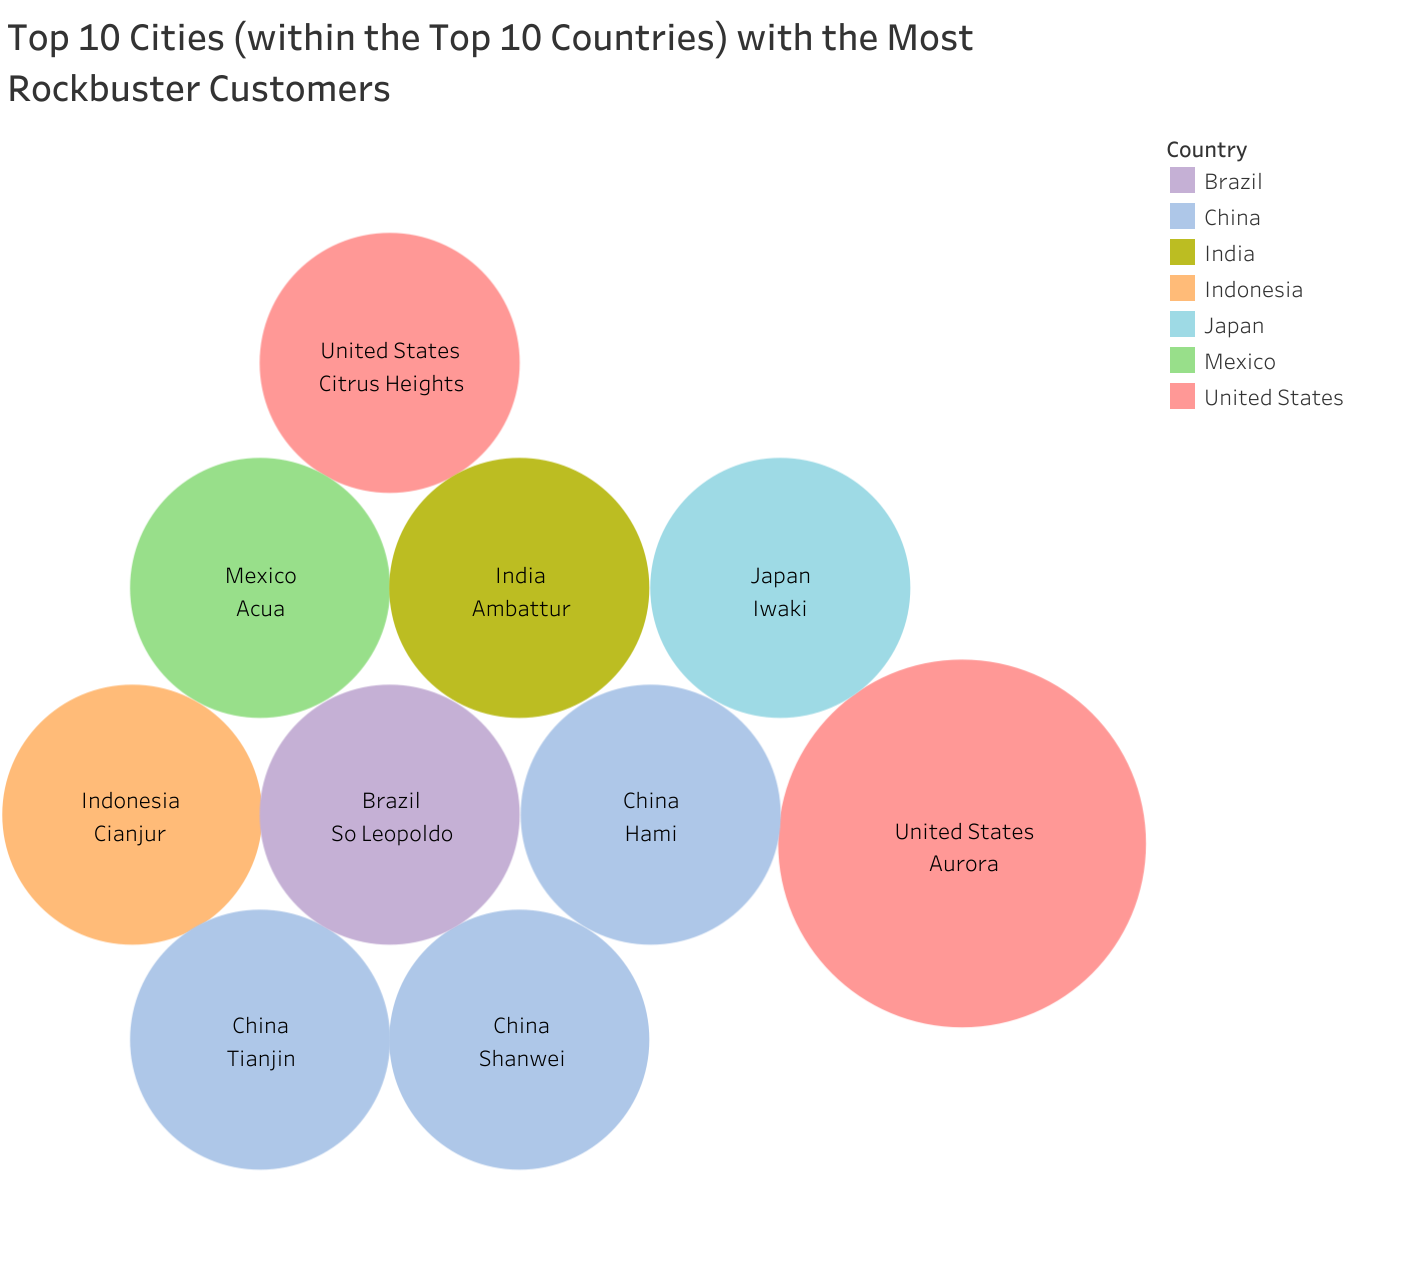 Top 10 Cities (within the Top 10 Countries) with the Most
Rockbuster Customers
Country
Brazil
China
India
Indonesia
Japan
Mexico
United States
United States
Citrus Heights
Mexico
Acua
India
Ambattur
Japan
Iwaki
Indonesia
Cianjur
Brazil
So Leopoldo
China
Hami
United States
Aurora
China
Tianjin
China
Shanwei